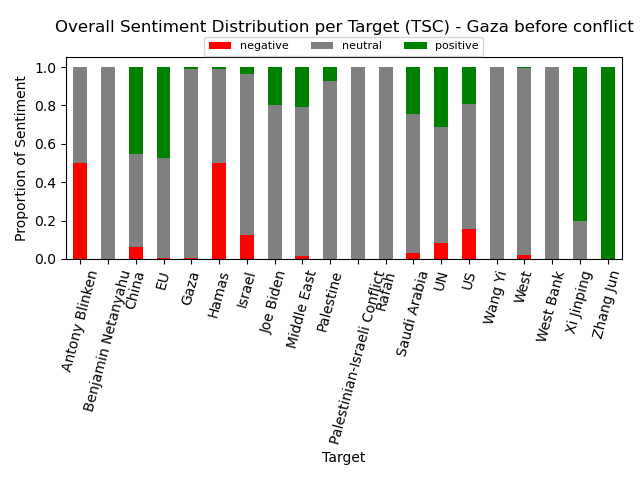 Overall Sentiment Distribution per Target (TSC) - Gaza before conflict
negative neutral positive
Proportion of Sentiment
1.0
0.8
0.6
0.4
0.2
0.0
Antony Blinken
Benjamin Netanyahu
China
EU
Gaza
Hamas
Israel
Joe Biden
Middle East
Palestine
Palestinian-Israeli Conflict
Rafah
Saudi Arabia
UN
US
Wang Yi
West
West Bank
Xi Jinping
Zhang Jun
Target